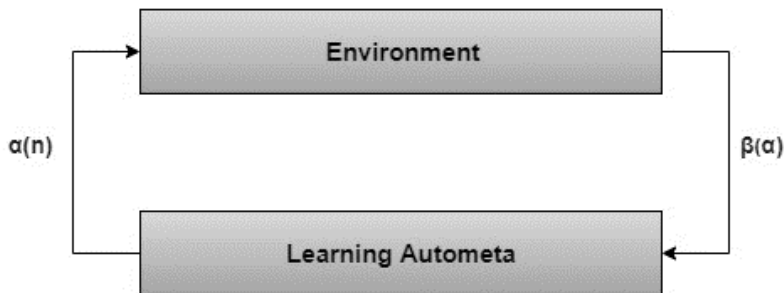 Environment
α(n)
β(α)
Learning Autometa